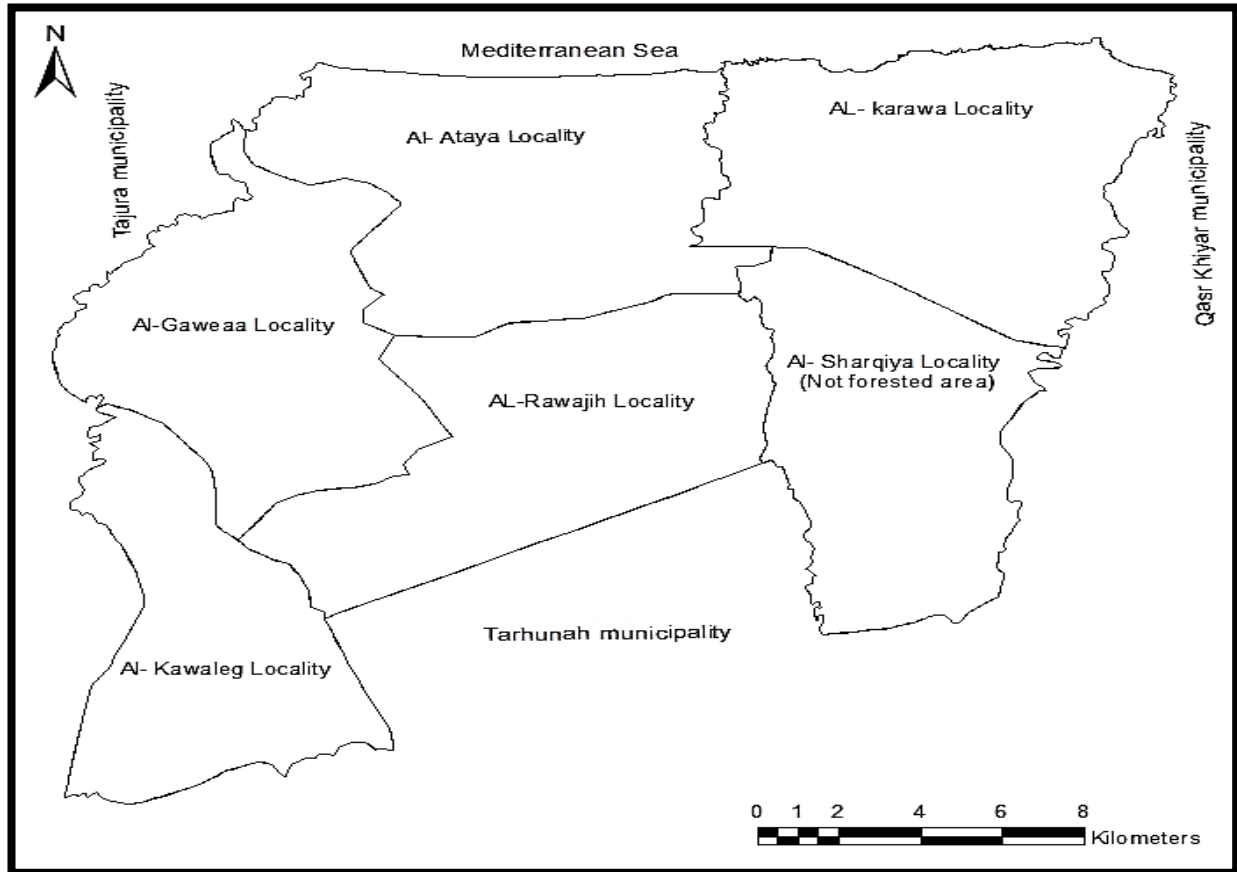 N
Mediterranean Sea
Tajura municipality
Al- Ataya Locality
AL- karawa Locality
Qasr Khiyar municipality
Al-Gaweaa Locality
AL-Rawajih Locality
Al- Sharqiya Locality
(Not forested area)
Tarhunah municipality
Al- Kawaleg Locality
0 1 2 4 6 8
Kilometers